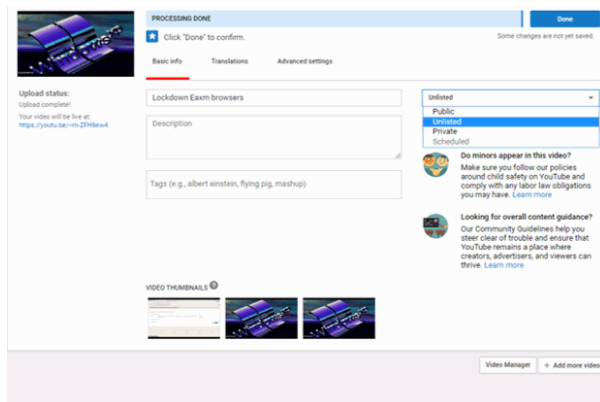 PROCESSING DONE
Done
Click "Done" to confirm.
Some changes are not yet saved.
Basic info
Translations
Advanced settings
Upload status:
Upload complete!
Your video will be live at:
Lockdown Eaxm browsers
Unlisted
Public
Unlisted
Private
Scheduled
Description
Tags (e.g., albert einstein, flying pig, mashup)
Do minors appear in this video?
Make sure you follow our policies
around child safety on YouTube and
comply with any labor law obligations
you may have. Learn more
Looking for overall content guidance?
Our Community Guidelines help you
steer clear of trouble and ensure that
YouTube remains a place where
creators, advertisers, and viewers can
thrive. Learn more
VIDEO THUMBNAILS
Video Manager
+ Add more video